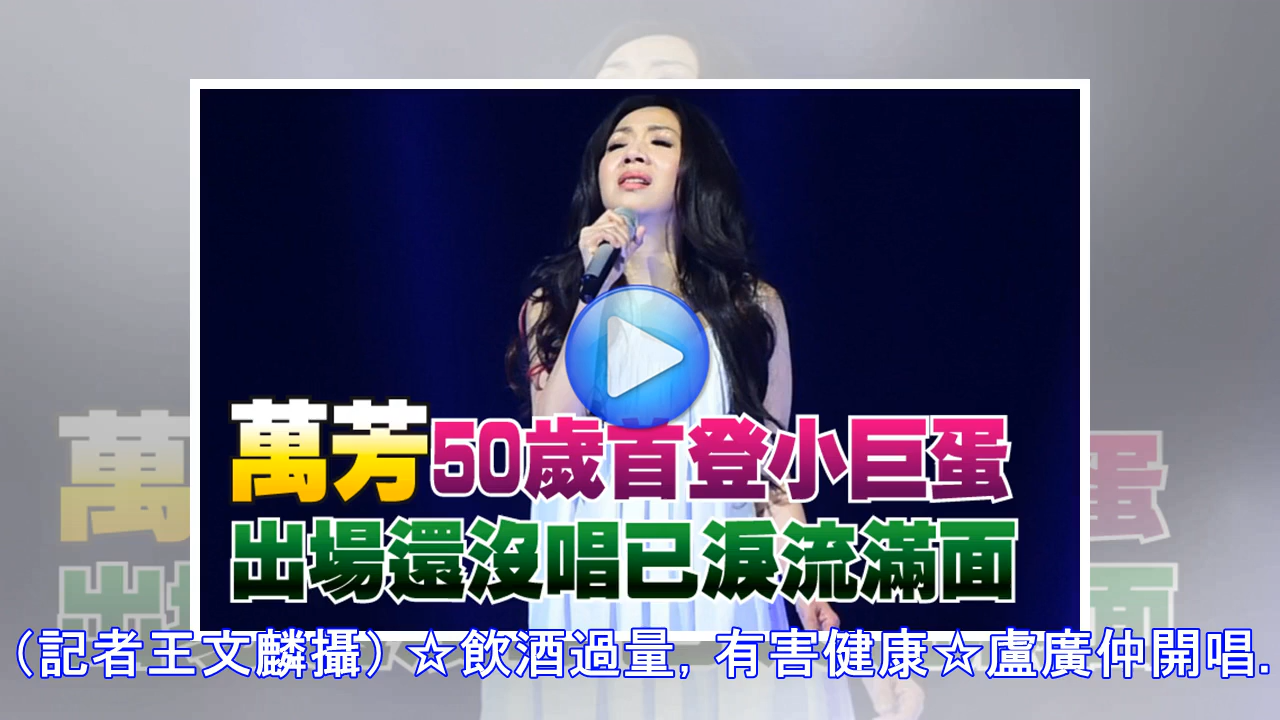 萬芳50歲首登小巨蛋
出場還沒唱已淚流滿面
(記者王文麟攝) ☆飲酒過量, 有害健康☆盧廣仲開唱.